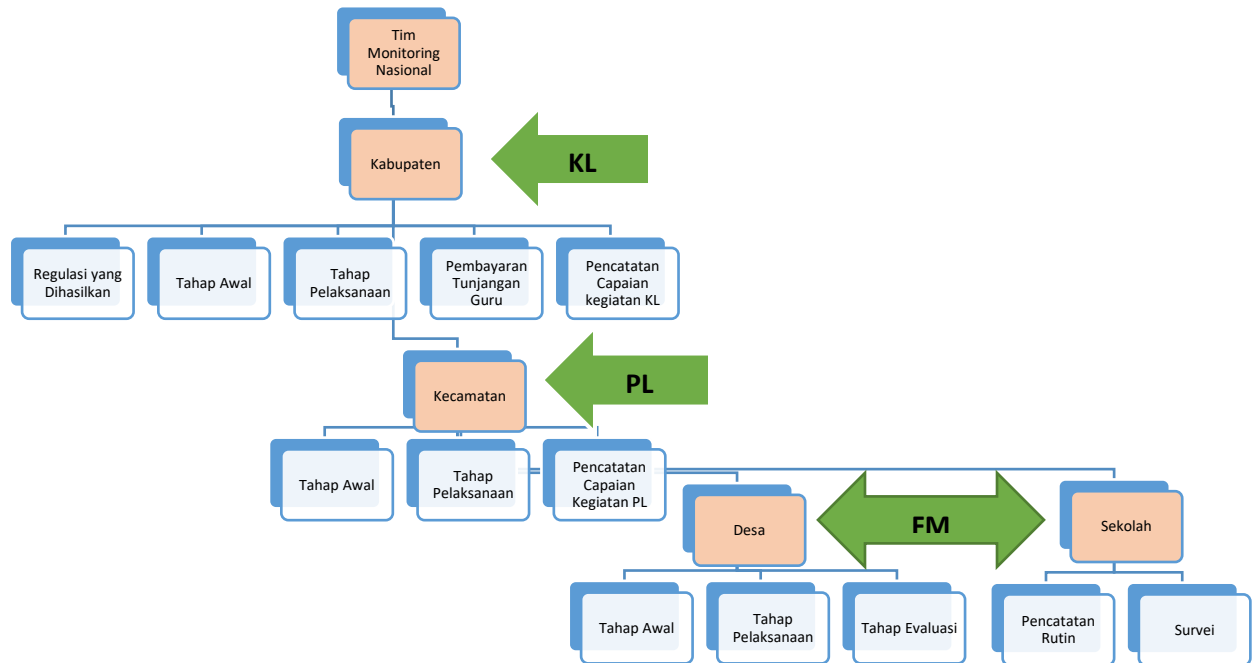 Tim
Monitoring
Nasional
Kabupaten
KL
Regulasi yang
Dihasilkan
Tahap Awal
Tahap
Pelaksanaan
Pembayaran
Tunjangan
Guru
Pencatatan
Capaian
kegiatan KL
Kecamatan
PL
Tahap Awal
Tahap
Pelaksanaan
Pencatatan
Capaian
Kegiatan PL
Desa
FM
Sekolah
Tahap Awal
Tahap
Pelaksanaan
Tahap Evaluasi
Pencatatan
Rutin
Survei